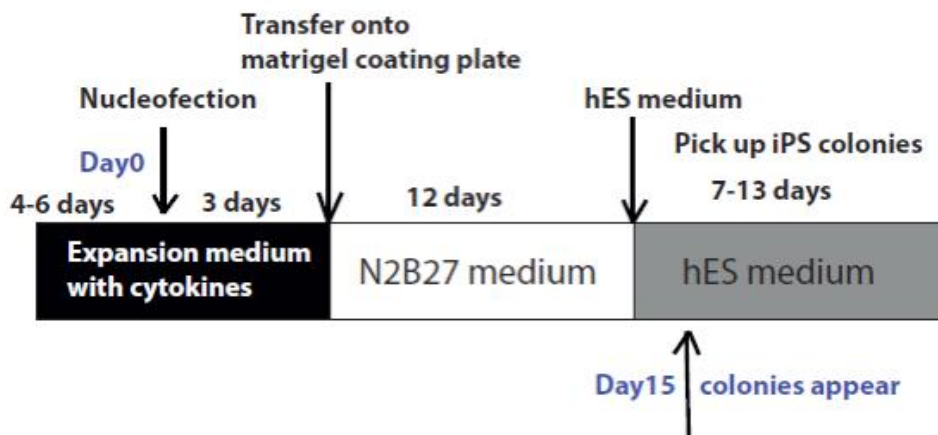 Transfer onto
matrigel coating plate
Nucleofection
hES medium
Day0
Pick up iPS colonies
4-6 days
3 days
12 days
7-13 days
Expansion medium
with cytokines
N2B27 medium
hES medium
Day15 colonies appear